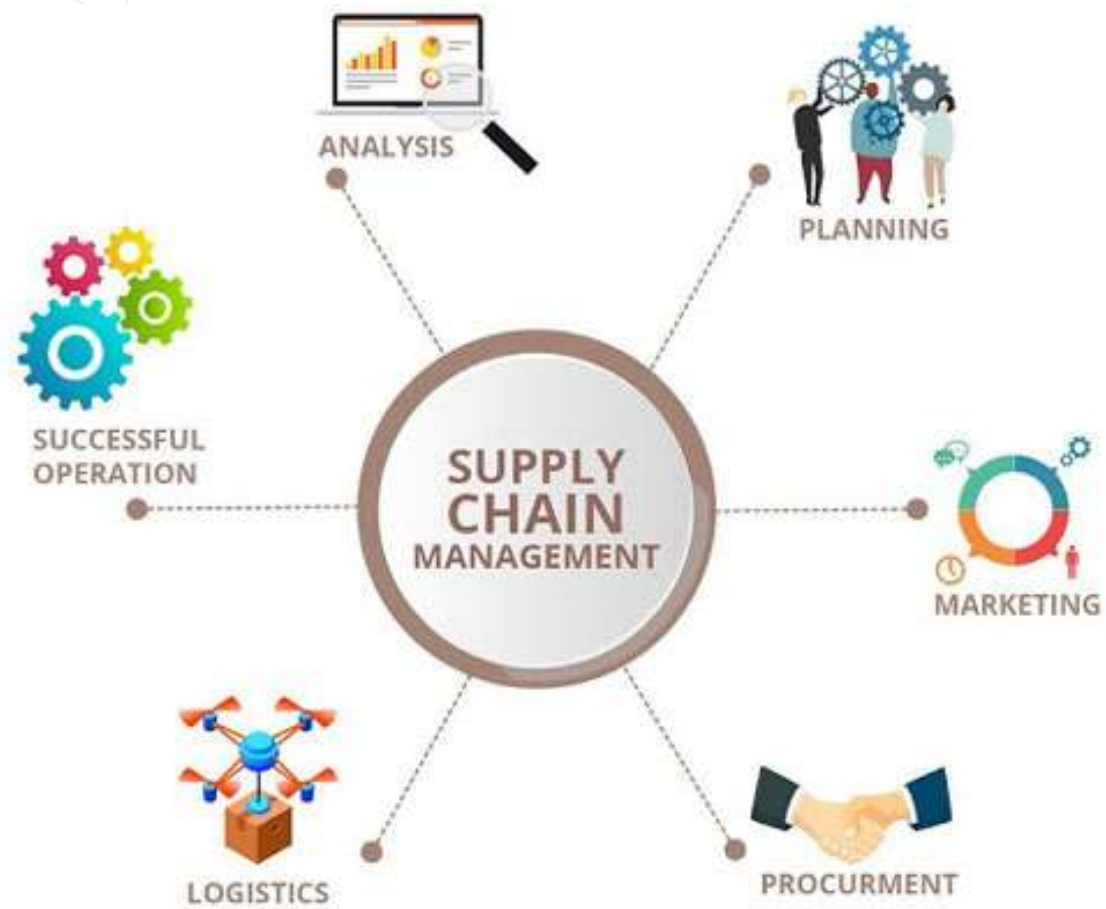 ANALYSIS
PLANNING
SUCCESSFUL
OPERATION
SUPPLY
CHAIN
MANAGEMENT
MARKETING
LOGISTICS
PROCURMENT